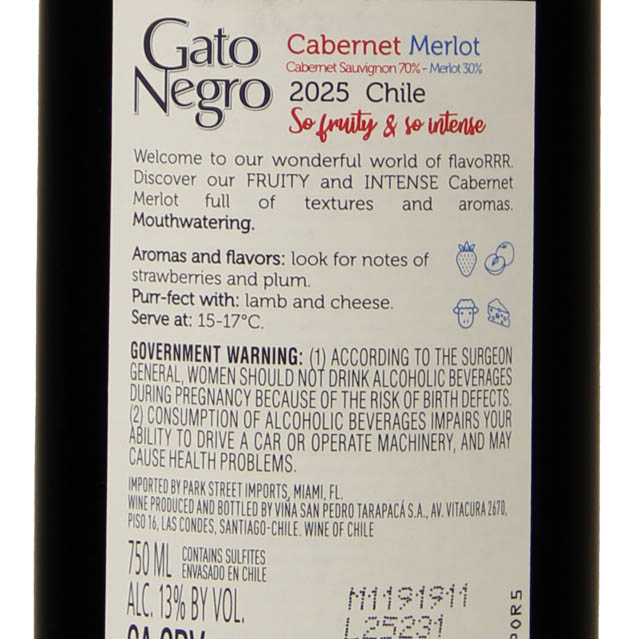 Gato
Negro
Cabernet Merlot
Cabernet Sauvignon 70% - Merlot 30%
2025 Chile
So fruity & so intense
Welcome to our wonderful world of flavoRRR.
Discover our FRUITY and INTENSE Cabernet
Merlot full of textures and aromas.
Mouthwatering.
Aromas and flavors: look for notes of
strawberries and plum.
Purr-fect with: lamb and cheese.
Serve at: 15-17°C.
GOVERNMENT WARNING: (1) ACCORDING TO THE SURGEON
GENERAL, WOMEN SHOULD NOT DRINK ALCOHOLIC BEVERAGES
DURING PREGNANCY BECAUSE OF THE RISK OF BIRTH DEFECTS.
(2) CONSUMPTION OF ALCOHOLIC BEVERAGES IMPAIRS YOUR
ABILITY TO DRIVE A CAR OR OPERATE MACHINERY, AND MAY
CAUSE HEALTH PROBLEMS.
IMPORTED BY PARK STREET IMPORTS, MIAMI, FL.
WINE PRODUCED AND BOTTLED BY VIÑA SAN PEDRO TARAPACÁ S.A., AV. VITACURA 2670,
PISO 16, LAS CONDES, SANTIAGO-CHILE. WINE OF CHILE
750 ML CONTAINS SULFITES
ENVASADO EN CHILE
ALC. 13% BY VOL.
M1191911
L25231